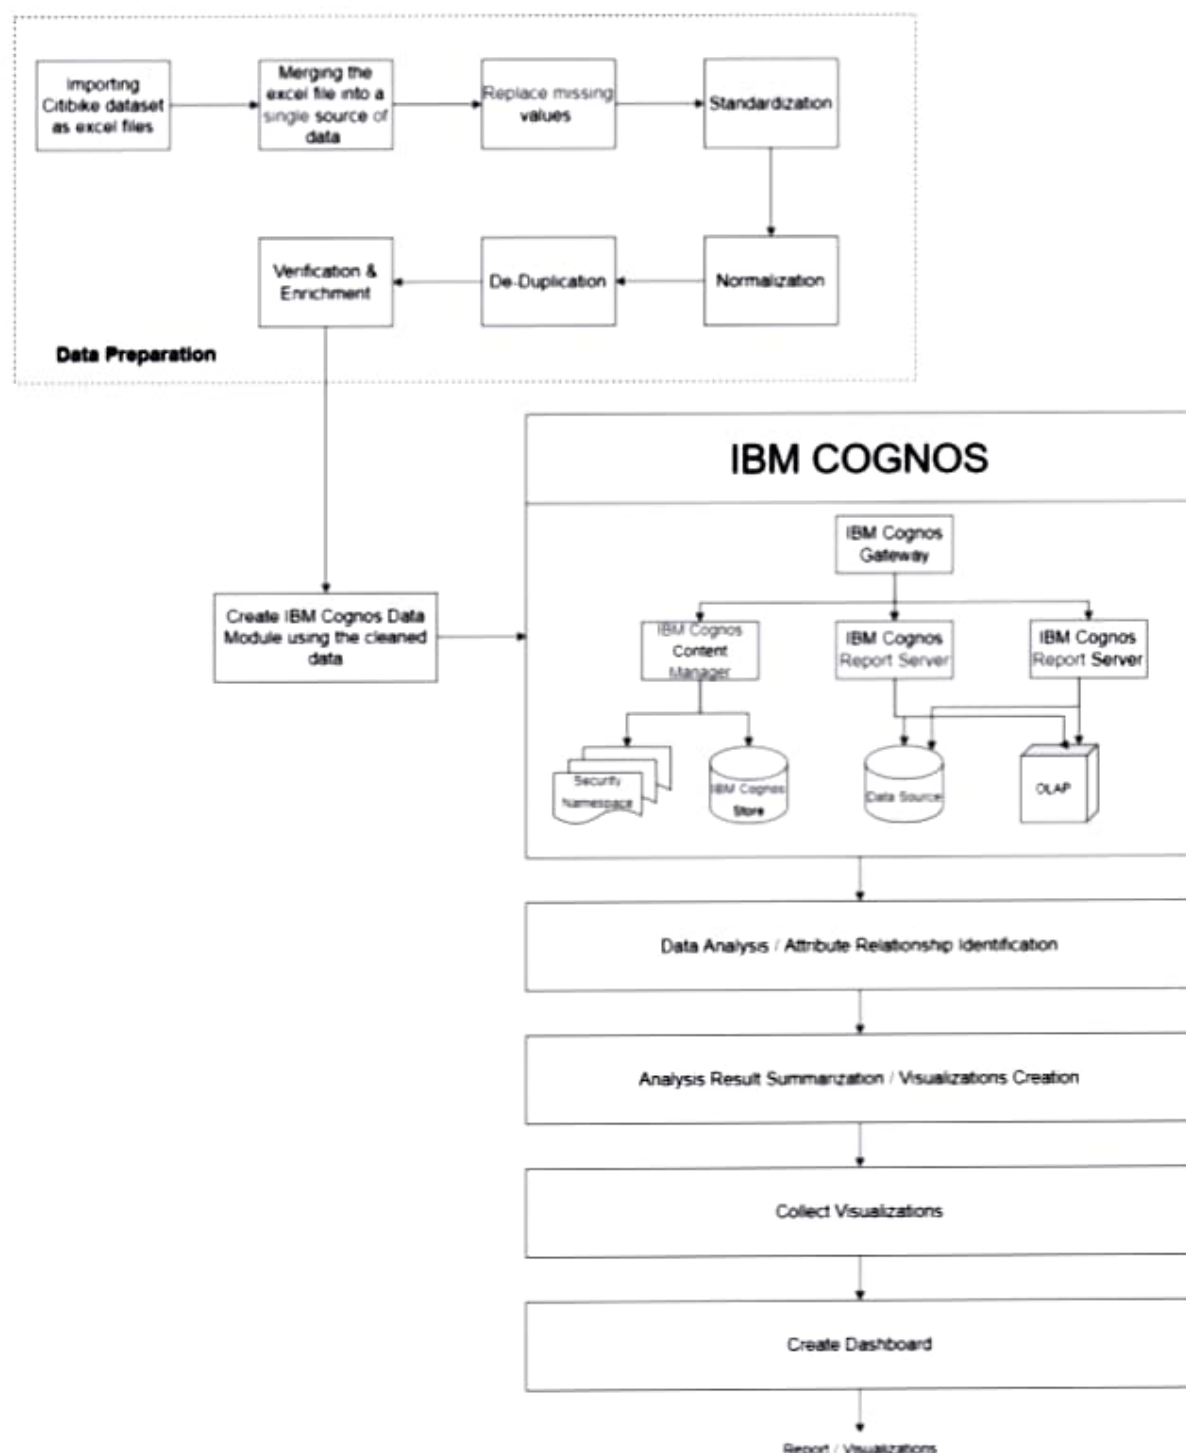 Importing
Citibike dataset
as excel files
Merging the
excel file into a
single source of
data
Replace missing
values
Standardization
Verification &
Enrichment
De-Duplication
Normalization
Data Preparation
IBM COGNOS
IBM Cognos
Gateway
Create IBM Cognos Data
Module using the cleaned
data
IBM Cognos
Content
Manager
IBM Cognos
Report Server
IBM Cognos
Report Server
Security
Namespace
IBM Cognos
Store
Data Source
OLAP
Data Analysis / Attribute Relationship Identification
Analysis Result Summarization / Visualizations Creation
Collect Visualizations
Create Dashboard
Report / Visualizations